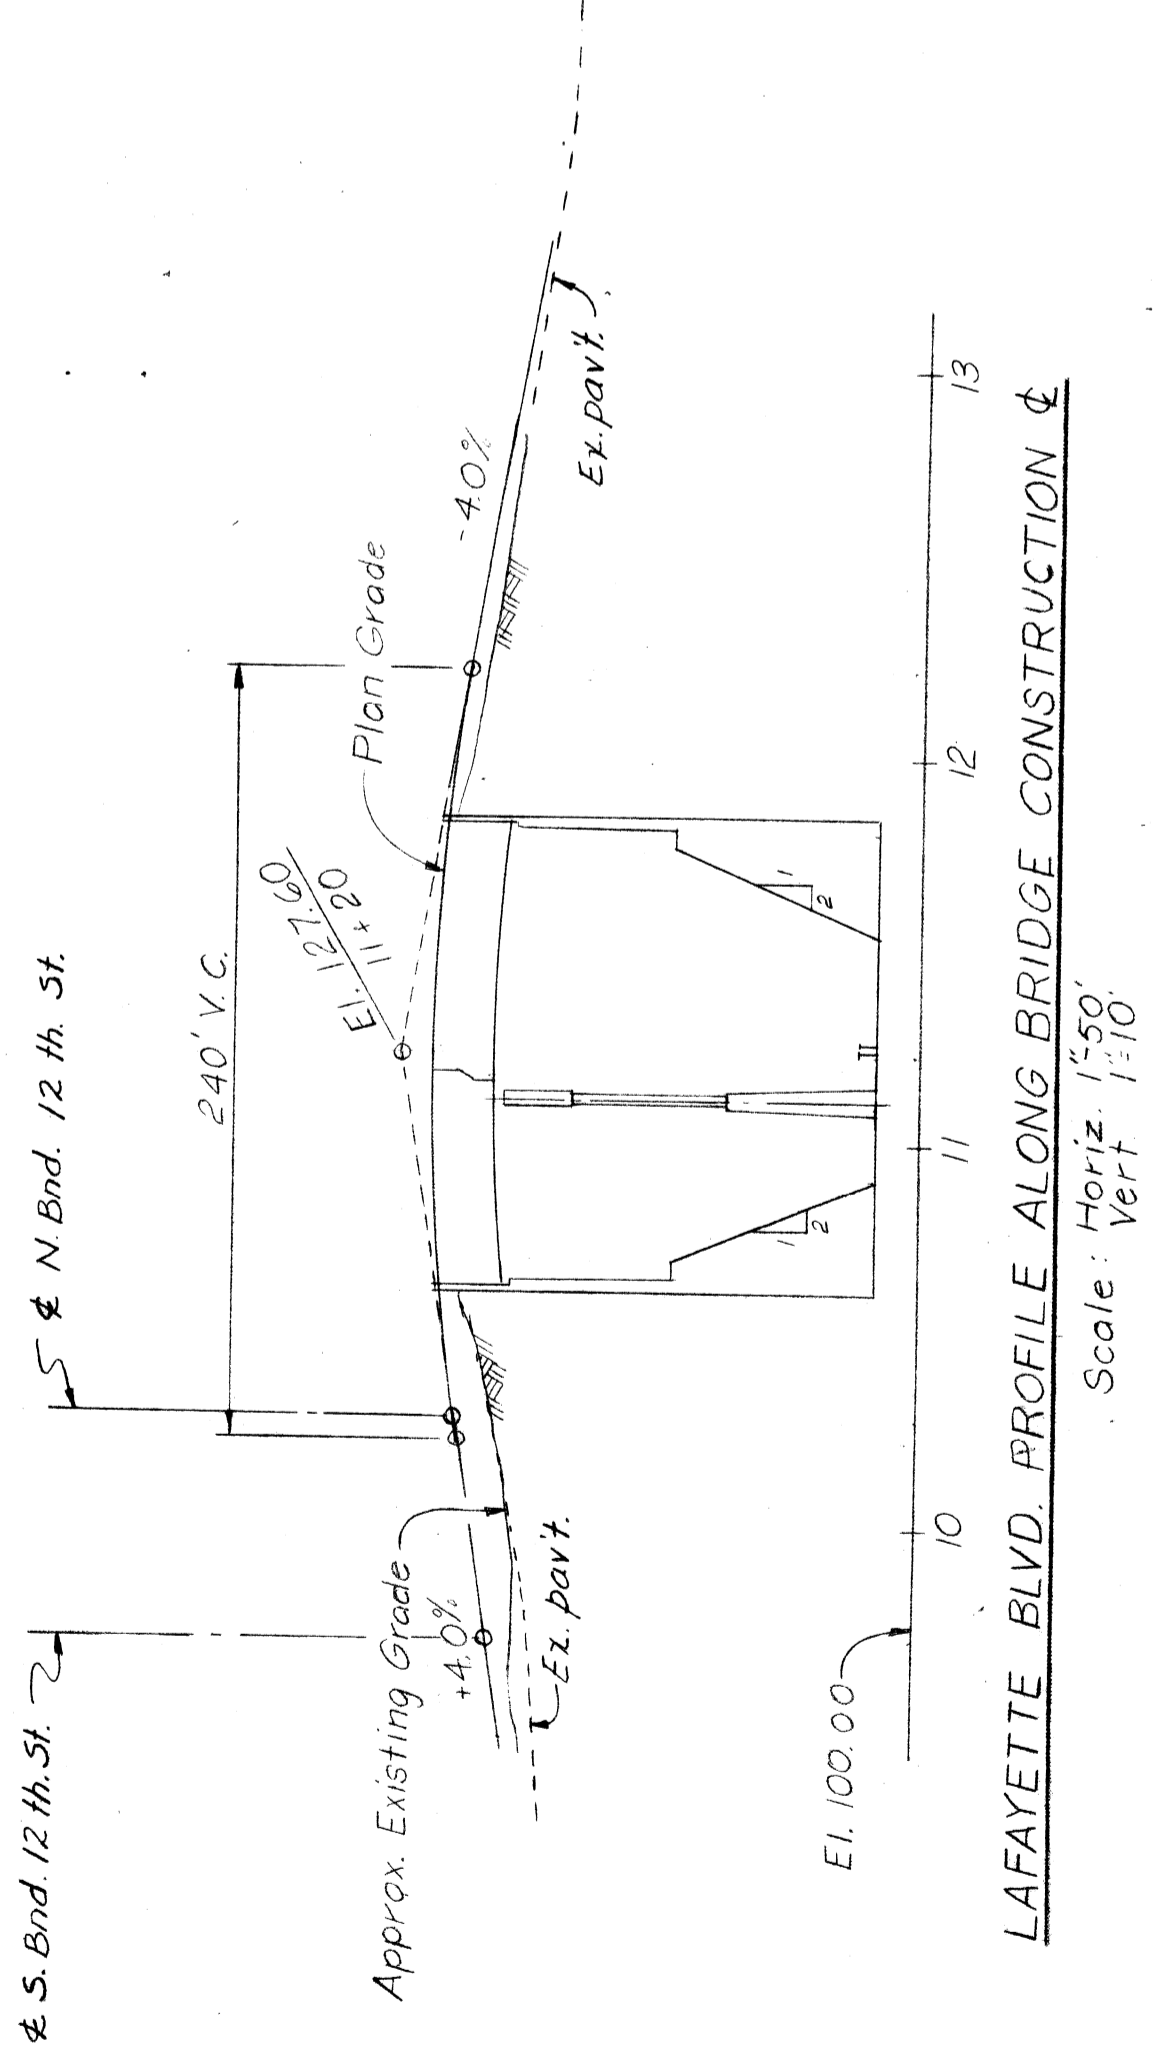 ℄ S. Bnd. 12 th. St.
℄ N. Bnd. 12 th. St.
240' V. C.
El. 127.60
11 + 20
Plan Grade
- 4.0%
+4.0%
Approx. Existing Grade
Ex. pav't.
Ex. pav't.
1
2
1
2
El. 100.00
10
11
12
13
LAFAYETTE BLVD. PROFILE ALONG BRIDGE CONSTRUCTION ℄
Scale: Horiz. 1"-50'
Vert 1"=10'